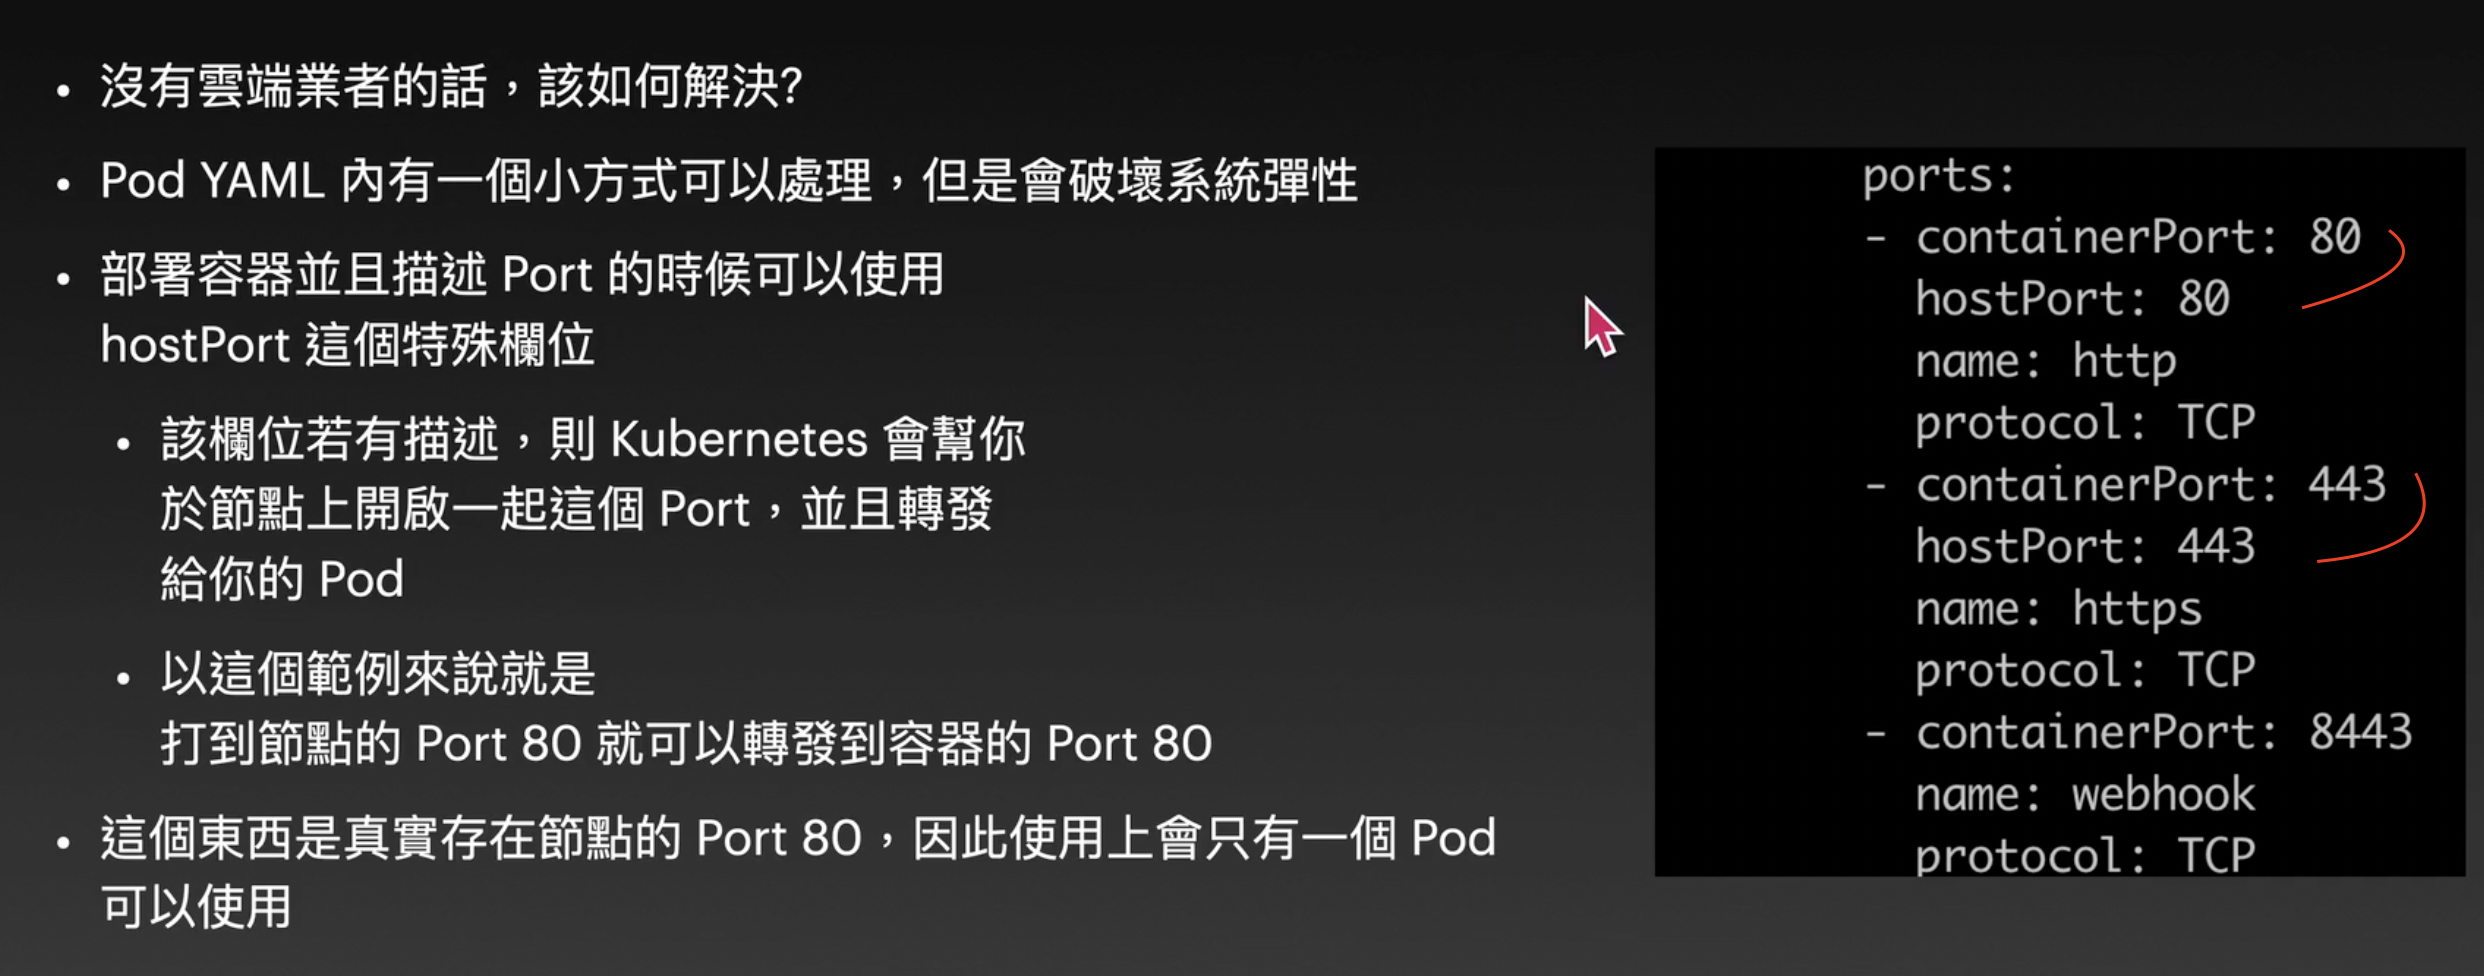 • 沒有雲端業者的話，該如何解決?
• Pod YAML 內有一個小方式可以處理，但是會破壞系統彈性
• 部署容器並且描述 Port 的時候可以使用
hostPort 這個特殊欄位
• 該欄位若有描述，則 Kubernetes 會幫你
於節點上開啟一起這個 Port，並且轉發
給你的 Pod
• 以這個範例來說就是
打到節點的 Port 80 就可以轉發到容器的 Port 80
• 這個東西是真實存在節點的 Port 80，因此使用上會只有一個 Pod
可以使用
ports:
- containerPort: 80
hostPort: 80
name: http
protocol: TCP
- containerPort: 443
hostPort: 443
name: https
protocol: TCP
- containerPort: 8443
name: webhook
protocol: TCP